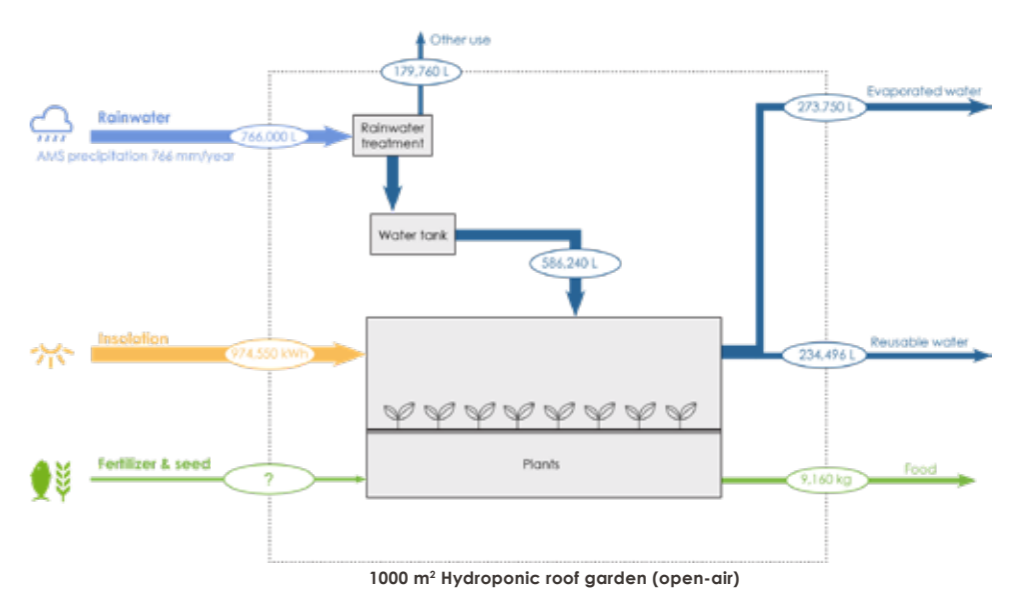 Other use
179,760 L
Evaporated water
273,750 L
Rainwater
766,000 L
Rainwater
treatment
AMS precipitation 766 mm/year
Water tank
586,240 L
Insolation
974,550 kWh
Reusable water
234,496 L
Fertilizer & seed
?
Plants
Food
9,160 kg
1000 m² Hydroponic roof garden (open-air)